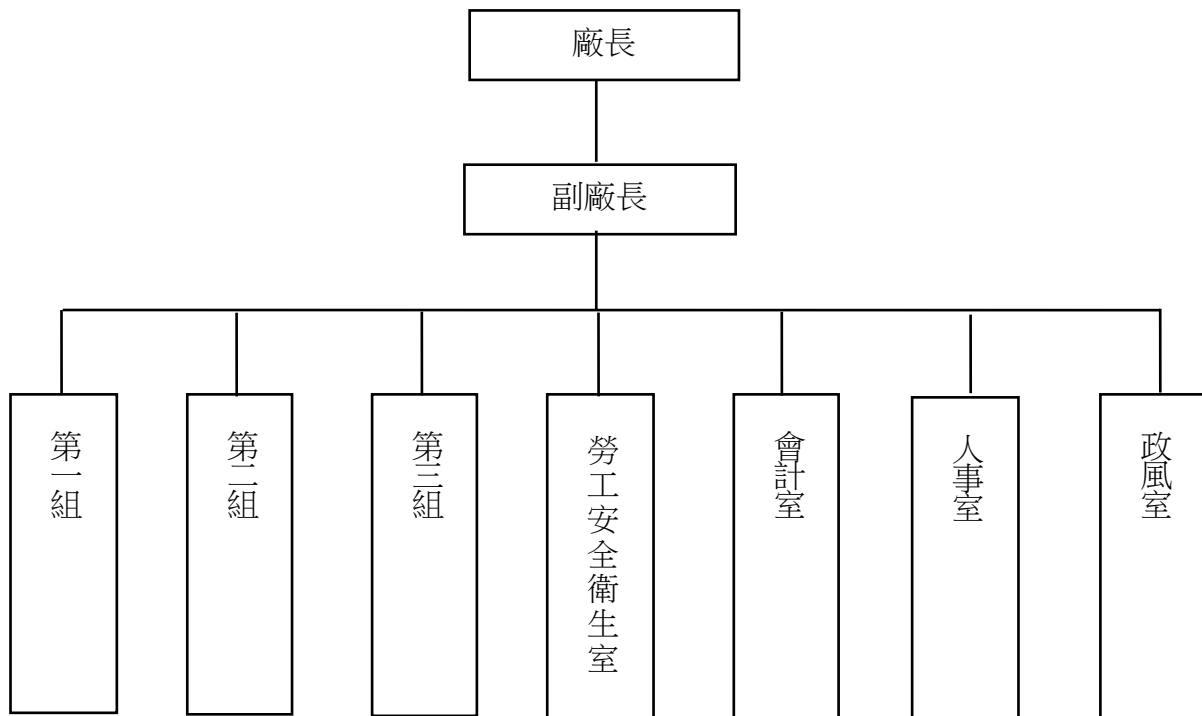 廠長
副廠長
第一組
第二組
第三組
勞工安全衛生室
會計室
人事室
政風室